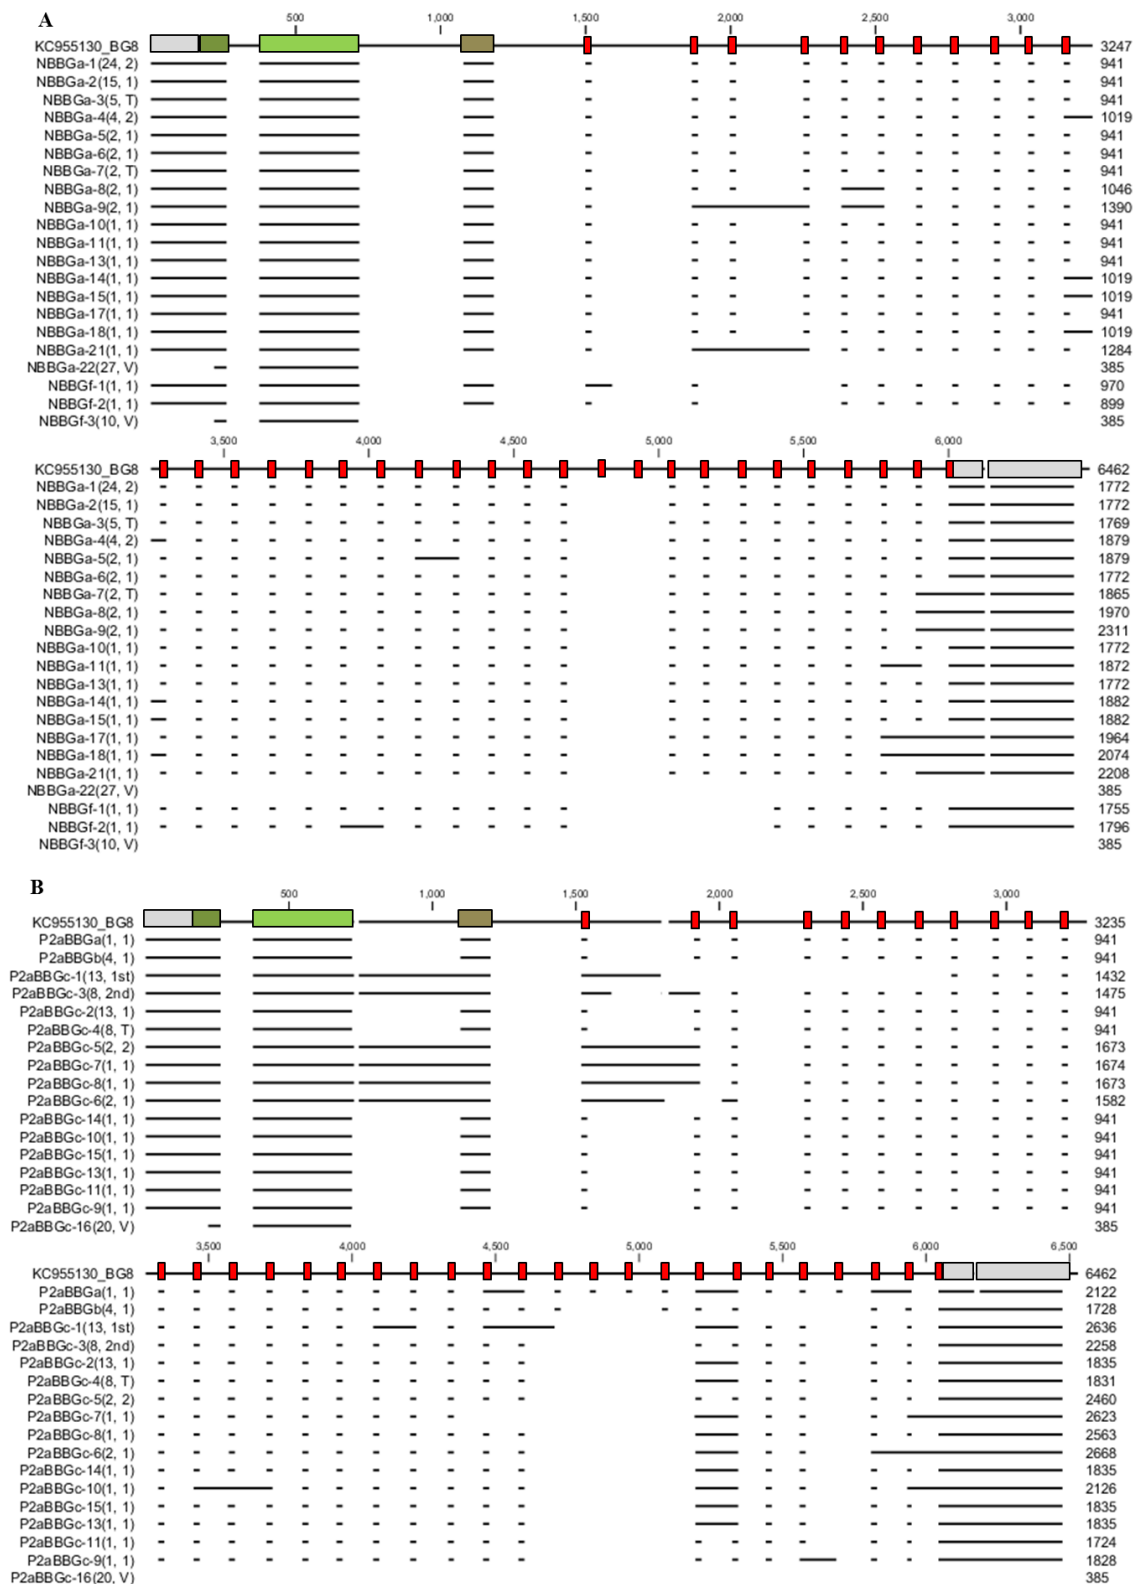 A
500 1,000 1,500 2,000 2,500 3,000
KC955130_BG8 3247
NBBGa-1(24, 2) 941
NBBGa-2(15, 1) 941
NBBGa-3(5, T) 941
NBBGa-4(4, 2) 1019
NBBGa-5(2, 1) 941
NBBGa-6(2, 1) 941
NBBGa-7(2, T) 941
NBBGa-8(2, 1) 1046
NBBGa-9(2, 1) 1390
NBBGa-10(1, 1) 941
NBBGa-11(1, 1) 941
NBBGa-13(1, 1) 941
NBBGa-14(1, 1) 1019
NBBGa-15(1, 1) 1019
NBBGa-17(1, 1) 941
NBBGa-18(1, 1) 1019
NBBGa-21(1, 1) 1284
NBBGa-22(27, V) 385
NBBGf-1(1, 1) 970
NBBGf-2(1, 1) 899
NBBGf-3(10, V) 385
3,500 4,000 4,500 5,000 5,500 6,000
KC955130_BG8 6462
NBBGa-1(24, 2) 1772
NBBGa-2(15, 1) 1772
NBBGa-3(5, T) 1769
NBBGa-4(4, 2) 1879
NBBGa-5(2, 1) 1879
NBBGa-6(2, 1) 1772
NBBGa-7(2, T) 1865
NBBGa-8(2, 1) 1970
NBBGa-9(2, 1) 2311
NBBGa-10(1, 1) 1772
NBBGa-11(1, 1) 1872
NBBGa-13(1, 1) 1772
NBBGa-14(1, 1) 1882
NBBGa-15(1, 1) 1882
NBBGa-17(1, 1) 1964
NBBGa-18(1, 1) 2074
NBBGa-21(1, 1) 2208
NBBGa-22(27, V) 385
NBBGf-1(1, 1) 1755
NBBGf-2(1, 1) 1796
NBBGf-3(10, V) 385
B
500 1,000 1,500 2,000 2,500 3,000
KC955130_BG8 3235
P2aBBGa(1, 1) 941
P2aBBGb(4, 1) 941
P2aBBGc-1(13, 1st) 1432
P2aBBGc-3(8, 2nd) 1475
P2aBBGc-2(13, 1) 941
P2aBBGc-4(8, T) 941
P2aBBGc-5(2, 2) 1673
P2aBBGc-7(1, 1) 1674
P2aBBGc-8(1, 1) 1673
P2aBBGc-6(2, 1) 1582
P2aBBGc-14(1, 1) 941
P2aBBGc-10(1, 1) 941
P2aBBGc-15(1, 1) 941
P2aBBGc-13(1, 1) 941
P2aBBGc-11(1, 1) 941
P2aBBGc-9(1, 1) 941
P2aBBGc-16(20, V) 385
3,500 4,000 4,500 5,000 5,500 6,000 6,500
KC955130_BG8 6462
P2aBBGa(1, 1) 2122
P2aBBGb(4, 1) 1728
P2aBBGc-1(13, 1st) 2636
P2aBBGc-3(8, 2nd) 2258
P2aBBGc-2(13, 1) 1835
P2aBBGc-4(8, T) 1831
P2aBBGc-5(2, 2) 2460
P2aBBGc-7(1, 1) 2623
P2aBBGc-8(1, 1) 2563
P2aBBGc-6(2, 1) 2668
P2aBBGc-14(1, 1) 1835
P2aBBGc-10(1, 1) 2126
P2aBBGc-15(1, 1) 1835
P2aBBGc-13(1, 1) 1835
P2aBBGc-11(1, 1) 1724
P2aBBGc-9(1, 1) 1828
P2aBBGc-16(20, V) 385